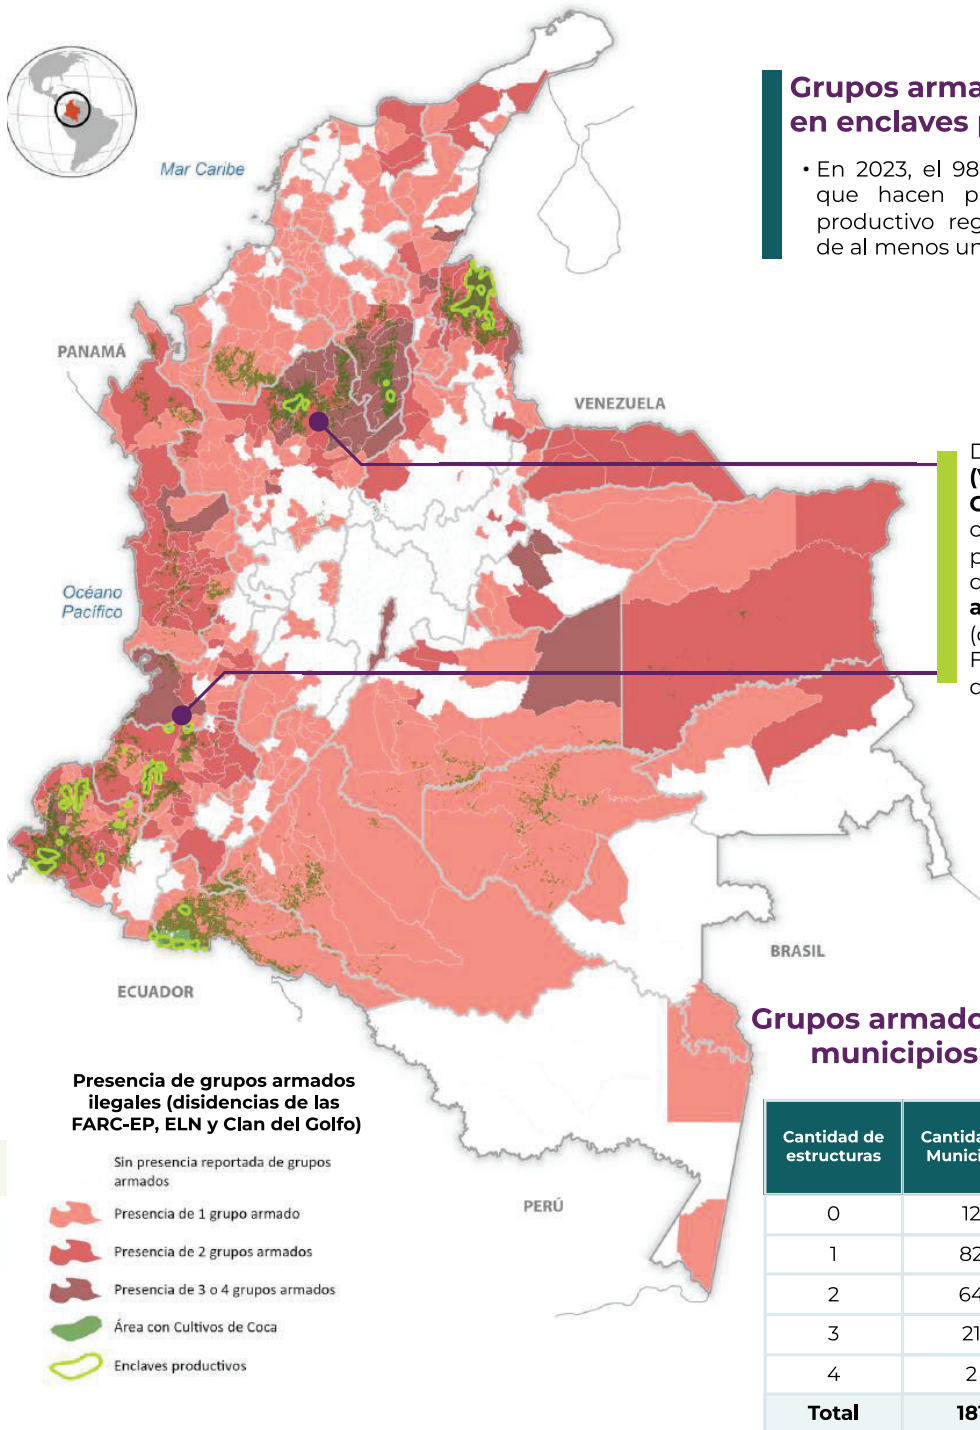 Grupos arma
en enclaves
• En 2023, el 98
que hacen p
productivo reg
de al menos un
Mar Caribe
PANAMÁ
VENEZUELA
Océano
Pacífico
BRASIL
ECUADOR
PERÚ
D
(
C
c
p
c
a
(
F
d
Presencia de grupos armados
ilegales (disidencias de las
FARC-EP, ELN y Clan del Golfo)
Sin presencia reportada de grupos
armados
Presencia de 1 grupo armado
Presencia de 2 grupos armados
Presencia de 3 o 4 grupos armados
Área con Cultivos de Coca
Enclaves productivos
Grupos armado
municipios
Cantidad de
estructuras
Cantida
Munici
0 12
1 82
2 64
3 21
4 2
Total 18